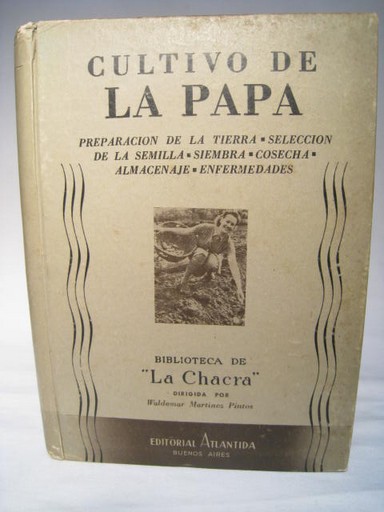 CULTIVO DE
LA PAPA
PREPARACION DE LA TIERRA ▪ SELECCION
DE LA SEMILLA ▪ SIEMBRA ▪ COSECHA ▪
ALMACENAJE ▪ ENFERMEDADES
BIBLIOTECA DE
"La Chacra"
DIRIGIDA POR
Waldemar Martinez Pintos
EDITORIAL ATLANTIDA
BUENOS AIRES